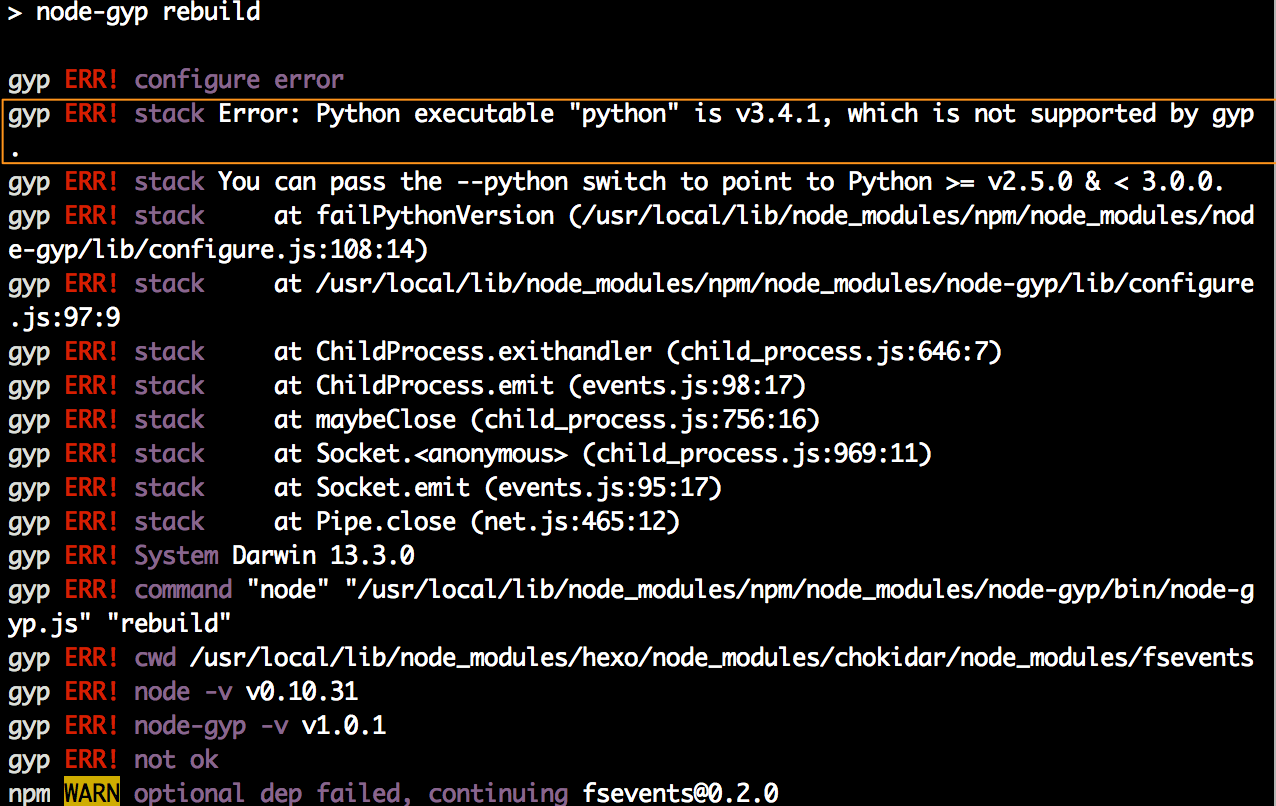 > node-gyp rebuild
gyp ERR! configure error
gyp ERR! stack Error: Python executable "python" is v3.4.1, which is not supported by gyp
.
gyp ERR! stack You can pass the --python switch to point to Python >= v2.5.0 & < 3.0.0.
gyp ERR! stack     at failPythonVersion (/usr/local/lib/node_modules/npm/node_modules/nod
e-gyp/lib/configure.js:108:14)
gyp ERR! stack     at /usr/local/lib/node_modules/npm/node_modules/node-gyp/lib/configure
.js:97:9
gyp ERR! stack     at ChildProcess.exithandler (child_process.js:646:7)
gyp ERR! stack     at ChildProcess.emit (events.js:98:17)
gyp ERR! stack     at maybeClose (child_process.js:756:16)
gyp ERR! stack     at Socket.<anonymous> (child_process.js:969:11)
gyp ERR! stack     at Socket.emit (events.js:95:17)
gyp ERR! stack     at Pipe.close (net.js:465:12)
gyp ERR! System Darwin 13.3.0
gyp ERR! command "node" "/usr/local/lib/node_modules/npm/node_modules/node-gyp/bin/node-g
yp.js" "rebuild"
gyp ERR! cwd /usr/local/lib/node_modules/hexo/node_modules/chokidar/node_modules/fsevents
gyp ERR! node -v v0.10.31
gyp ERR! node-gyp -v v1.0.1
gyp ERR! not ok
npm WARN optional dep failed, continuing fsevents@0.2.0